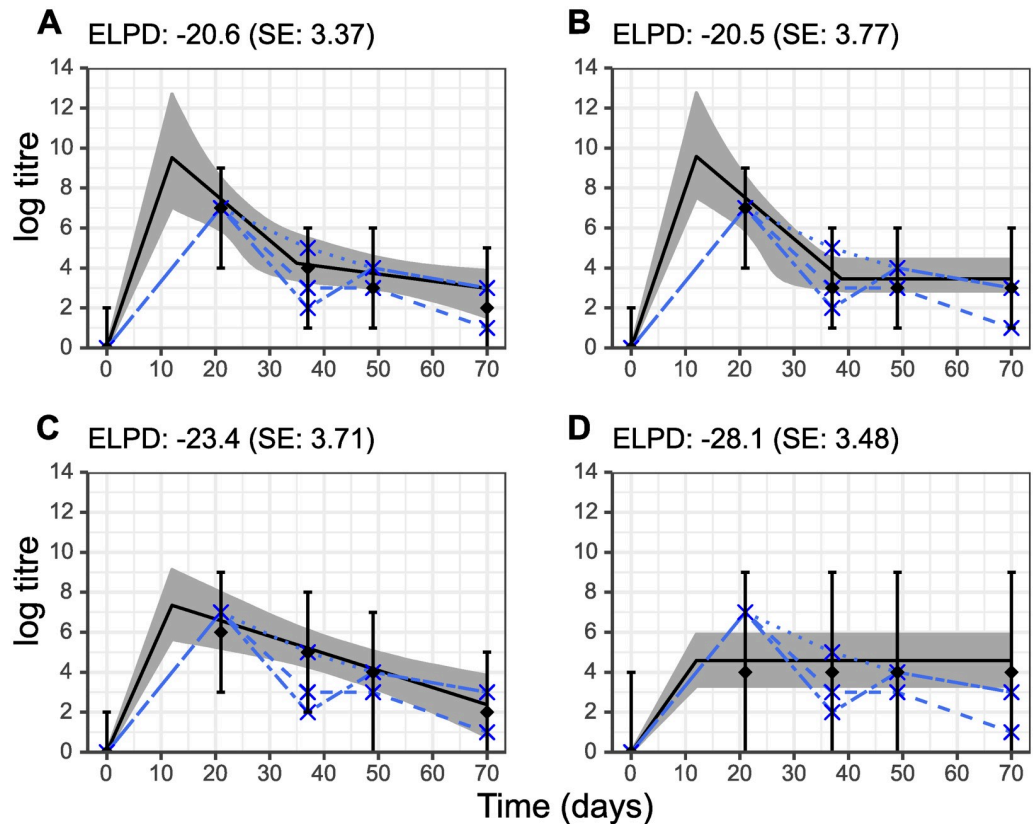 A ELPD: -20.6 (SE: 3.37)
B ELPD: -20.5 (SE: 3.77)
14
12
10
8
6
4
2
0
0 10 20 30 40 50 60 70
14
12
10
8
6
4
2
0
0 10 20 30 40 50 60 70
log titre
C ELPD: -23.4 (SE: 3.71)
D ELPD: -28.1 (SE: 3.48)
14
12
10
8
6
4
2
0
0 10 20 30 40 50 60 70
14
12
10
8
6
4
2
0
0 10 20 30 40 50 60 70
log titre
Time (days)